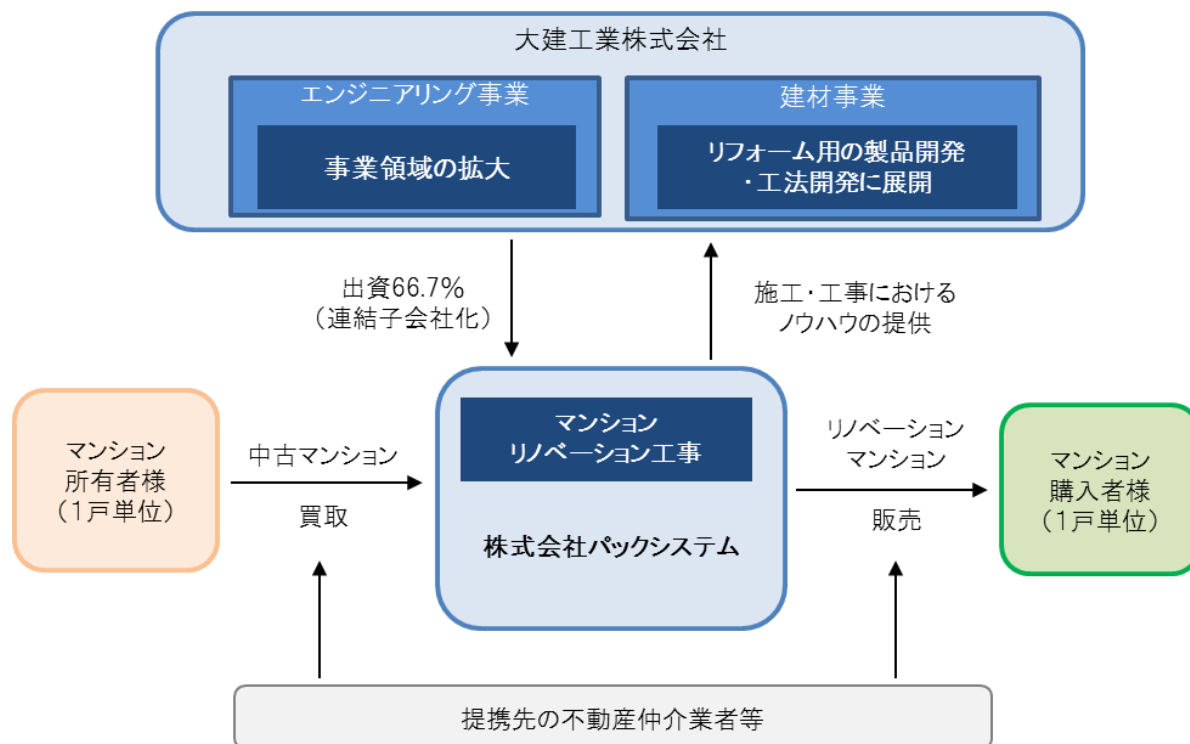 大建工業株式会社
エンジニアリング事業
事業領域の拡大
建材事業
リフォーム用の製品開発
・工法開発に展開
出資66.7%
（連結子会社化）
施工・工事における
ノウハウの提供
マンション
所有者様
（1戸単位）
中古マンション
買取
マンション
リノベーション工事
株式会社パックシステム
リノベーション
マンション
販売
マンション
購入者様
（1戸単位）
提携先の不動産仲介業者等